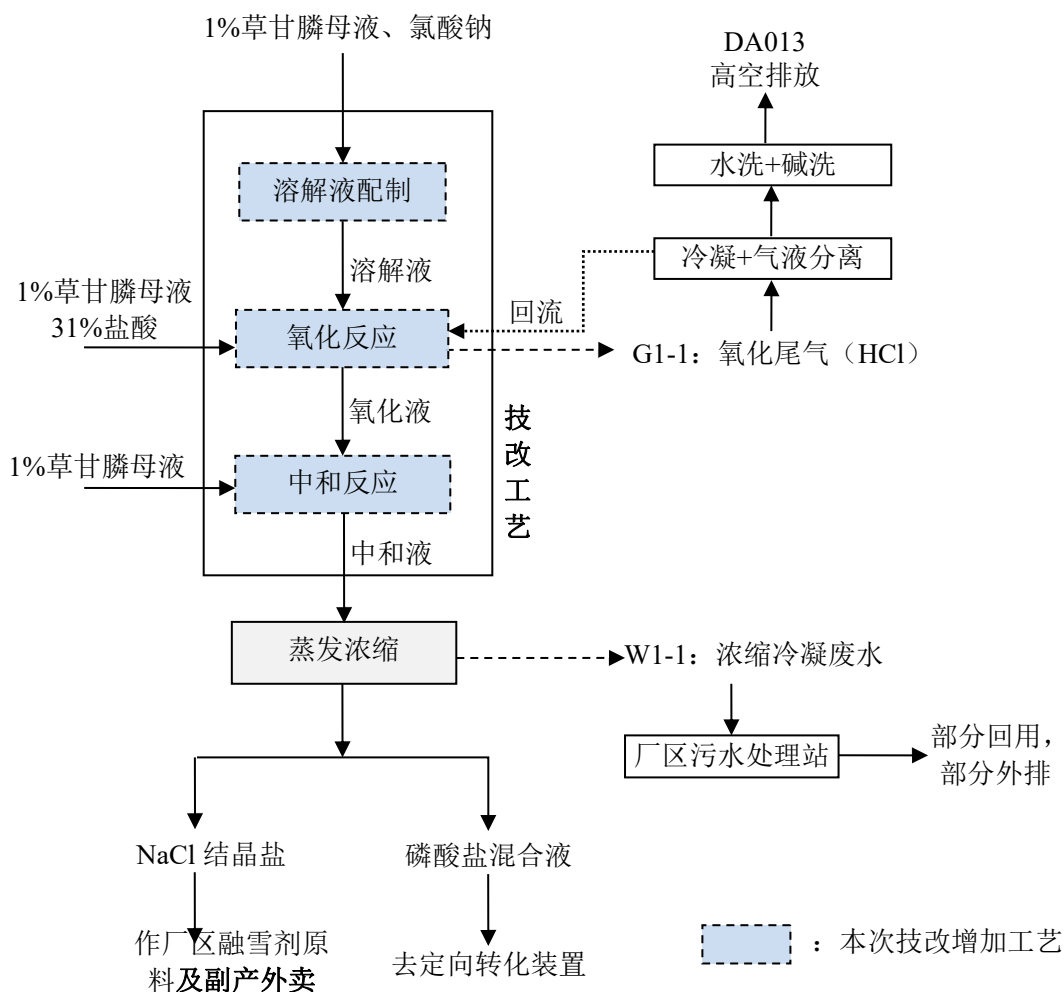 1%草甘膦母液、氯酸钠
DA013
高空排放
水洗+碱洗
溶解液配制
冷凝+气液分离
溶解液
1%草甘膦母液
31%盐酸
回流
氧化反应
G1-1：氧化尾气（HCl）
氧化液
技
改
工
艺
1%草甘膦母液
中和反应
中和液
蒸发浓缩
W1-1：浓缩冷凝废水
厂区污水处理站
部分回用，
部分外排
NaCl 结晶盐
磷酸盐混合液
作厂区融雪剂原
料及副产外卖
去定向转化装置
：本次技改增加工艺